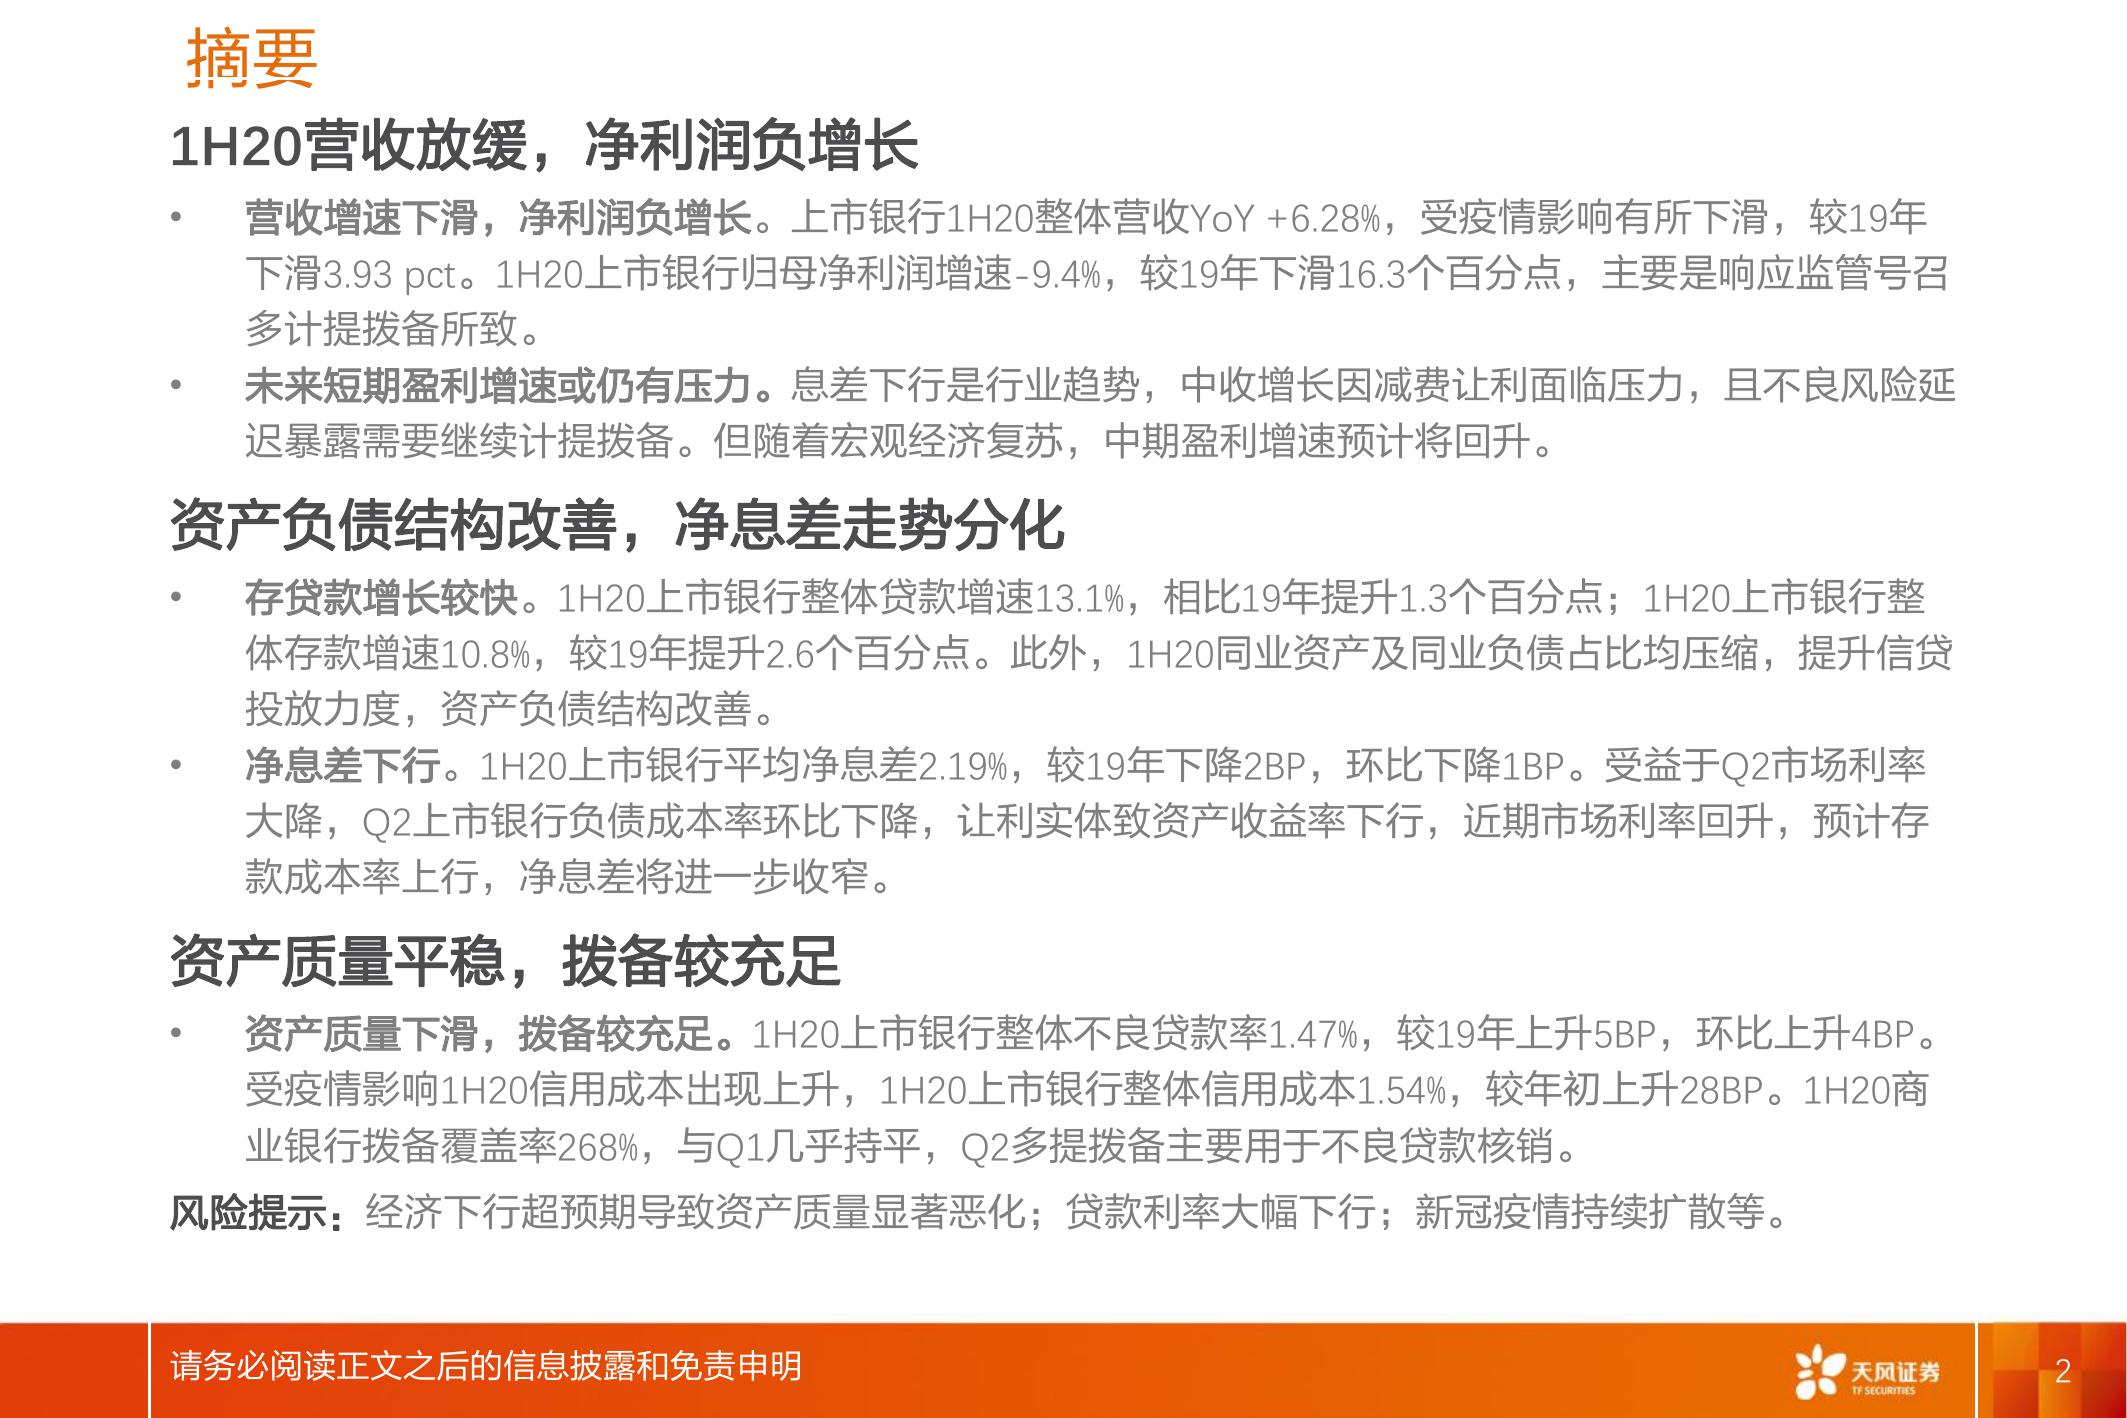 摘要
1H20营收放缓，净利润负增长
• 营收增速下滑，净利润负增长。上市银行1H20整体营收YoY +6.28%，受疫情影响有所下滑，较19年
下滑3.93 pct。1H20上市银行归母净利润增速-9.4%，较19年下滑16.3个百分点，主要是响应监管号召
多计提拨备所致。
• 未来短期盈利增速或仍有压力。息差下行是行业趋势，中收增长因减费让利面临压力，且不良风险延
迟暴露需要继续计提拨备。但随着宏观经济复苏，中期盈利增速预计将回升。
资产负债结构改善，净息差走势分化
• 存贷款增长较快。1H20上市银行整体贷款增速13.1%，相比19年提升1.3个百分点；1H20上市银行整
体存款增速10.8%，较19年提升2.6个百分点。此外，1H20同业资产及同业负债占比均压缩，提升信贷
投放力度，资产负债结构改善。
• 净息差下行。1H20上市银行平均净息差2.19%，较19年下降2BP，环比下降1BP。受益于Q2市场利率
大降，Q2上市银行负债成本率环比下降，让利实体致资产收益率下行，近期市场利率回升，预计存
款成本率上行，净息差将进一步收窄。
资产质量平稳，拨备较充足
• 资产质量下滑，拨备较充足。1H20上市银行整体不良贷款率1.47%，较19年上升5BP，环比上升4BP。
受疫情影响1H20信用成本出现上升，1H20上市银行整体信用成本1.54%，较年初上升28BP。1H20商
业银行拨备覆盖率268%，与Q1几乎持平，Q2多提拨备主要用于不良贷款核销。
风险提示：经济下行超预期导致资产质量显著恶化；贷款利率大幅下行；新冠疫情持续扩散等。
请务必阅读正文之后的信息披露和免责申明
天风证券
TF SECURITIES
2